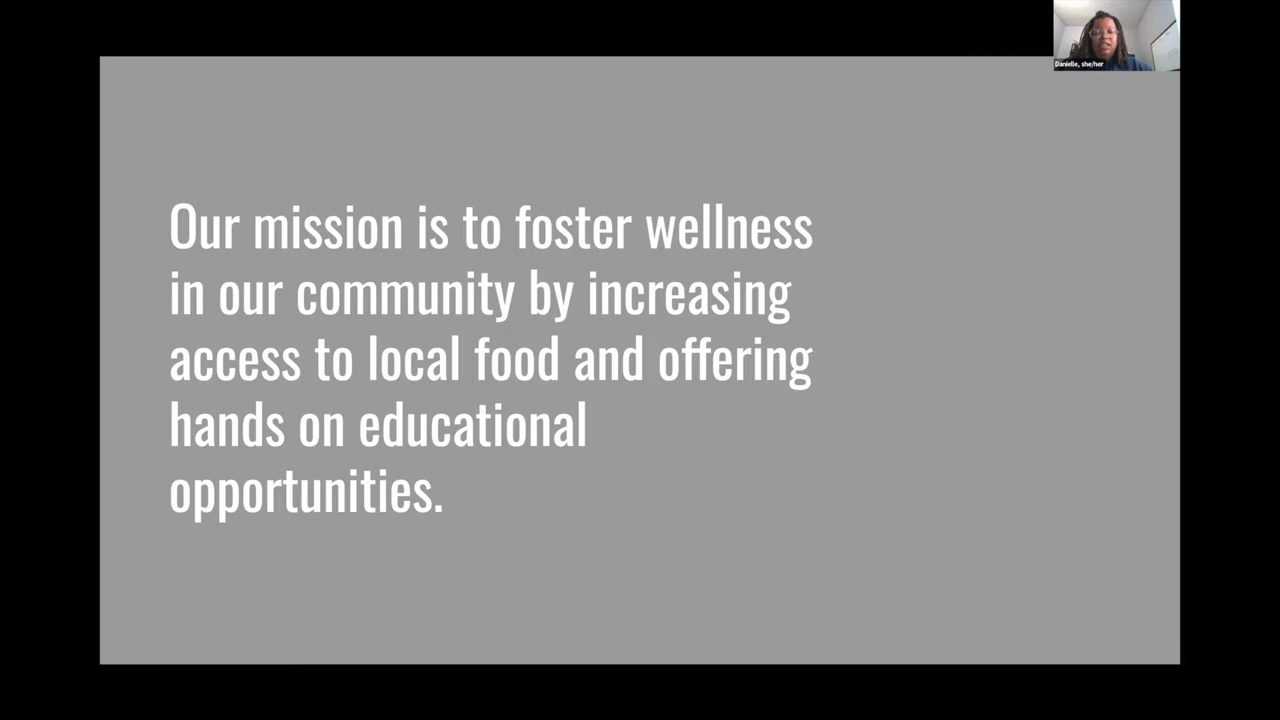 Danielle, she/her
Our mission is to foster wellness
in our community by increasing
access to local food and offering
hands on educational
opportunities.